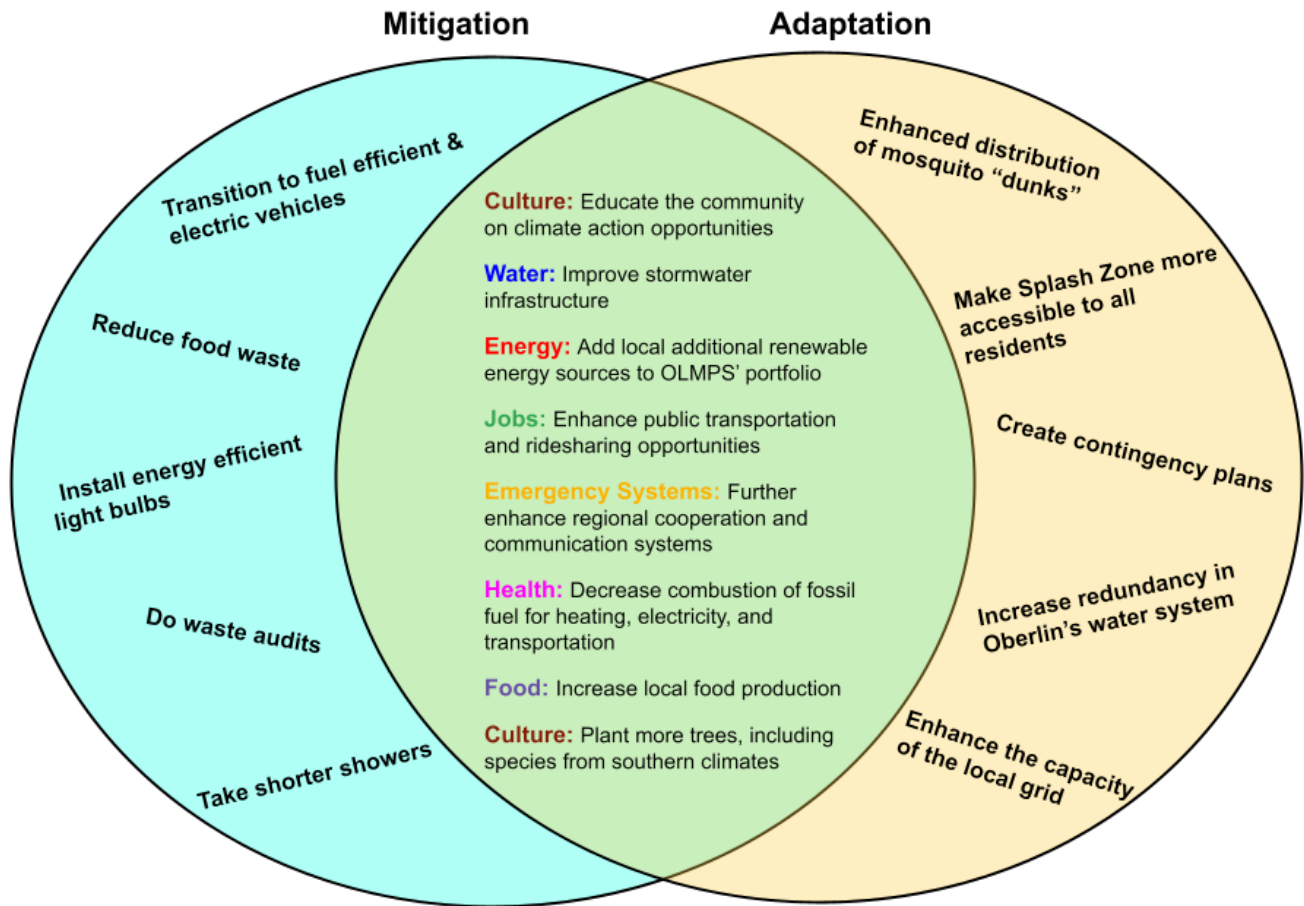 Mitigation
Adaptation
Transition to fuel efficient &
electric vehicles
Reduce food waste
Install energy efficient
light bulbs
Do waste audits
Take shorter showers
Culture: Educate the community
on climate action opportunities
Water: Improve stormwater
infrastructure
Energy: Add local additional renewable
energy sources to OLMPS’ portfolio
Jobs: Enhance public transportation
and ridesharing opportunities
Emergency Systems: Further
enhance regional cooperation and
communication systems
Health: Decrease combustion of fossil
fuel for heating, electricity, and
transportation
Food: Increase local food production
Culture: Plant more trees, including
species from southern climates
Enhanced distribution
of mosquito “dunks”
Make Splash Zone more
accessible to all
residents
Create contingency plans
Increase redundancy in
Oberlin’s water system
Enhance the capacity
of the local grid